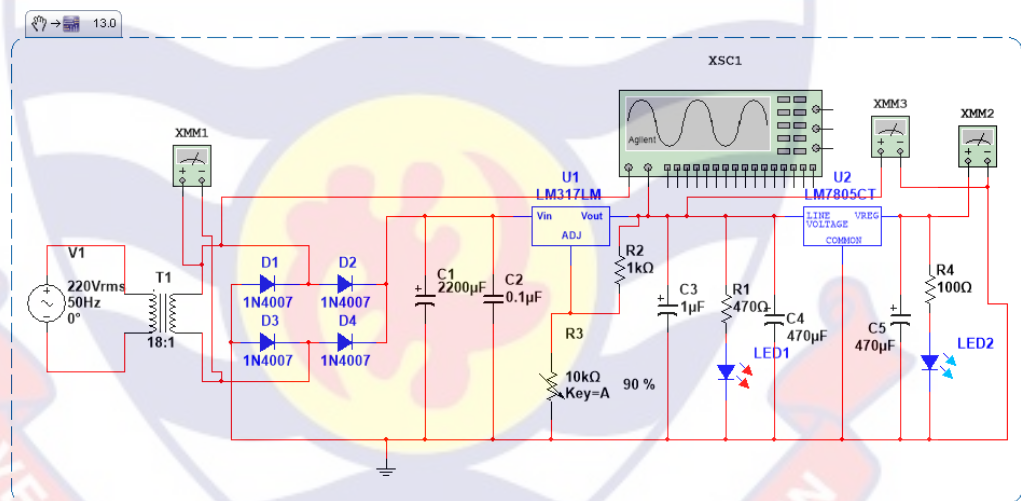 13.0
XSC1
XMM1
XMM3
XMM2
Agilent
U1
LM317LM
Vin
Vout
ADJ
U2
LM7805CT
LINE
VOLTAGE
VREG
COMMON
V1
220Vrms
50Hz
0°
T1
18:1
D1
1N4007
D2
1N4007
D3
1N4007
D4
1N4007
C1
2200µF
C2
0.1µF
R2
1kΩ
R3
10kΩ
Key=A
90 %
C3
1µF
R1
470Ω
LED1
C4
470µF
C5
470µF
R4
100Ω
LED2